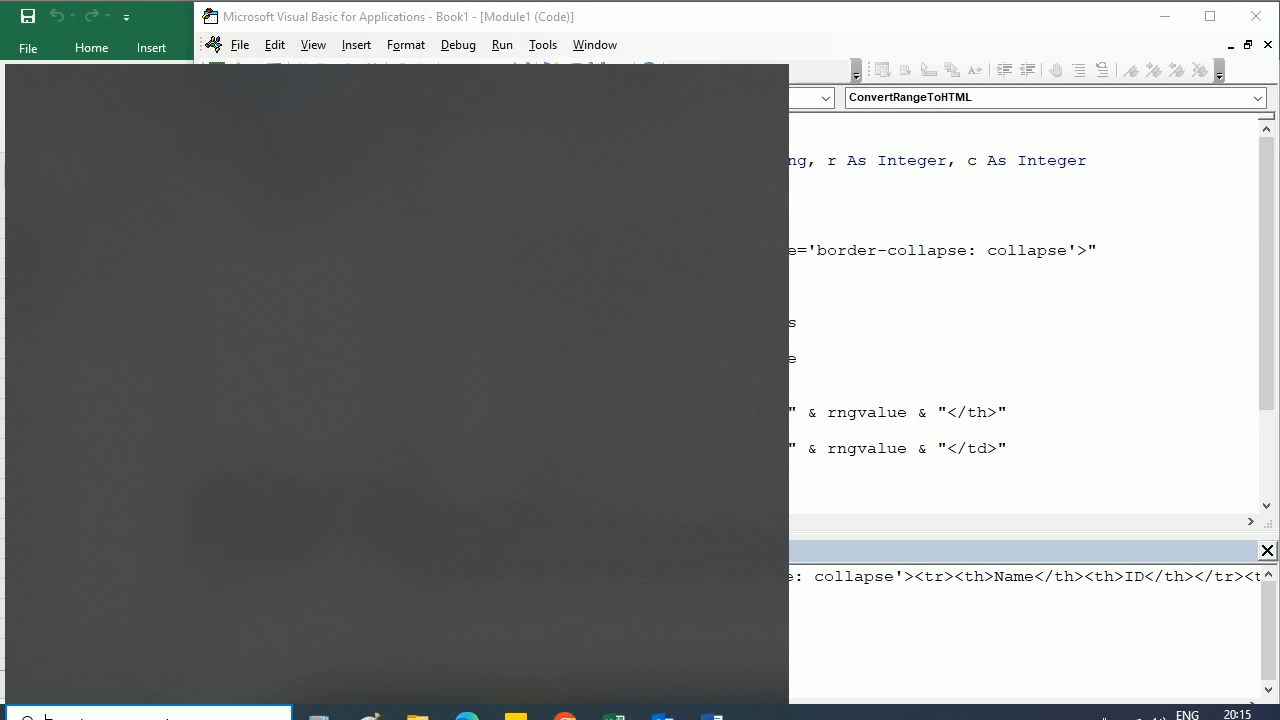 Microsoft Visual Basic for Applications - Book1 - [Module1 (Code)]
File Home Insert
File Edit View Insert Format Debug Run Tools Window
ConvertRangeToHTML
ng, r As Integer, c As Integer
e='border-collapse: collapse'>"
s
e
" & rngvalue & "</th>"
" & rngvalue & "</td>"
e: collapse'><tr><th>Name</th><th>ID</th></tr><t
ENG 20:15